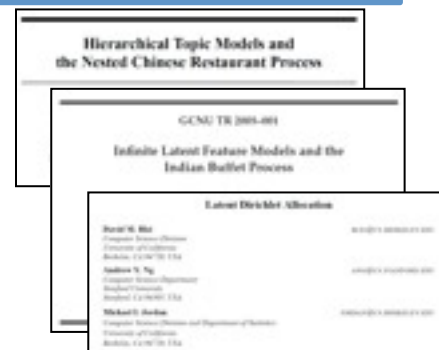 Hierarchical Topic Models and
the Nested Chinese Restaurant Process
GCNU TR 2005-001
Infinite Latent Feature Models and the
Indian Buffet Process
Latent Dirichlet Allocation
David M. Blei
Computer Science Division
University of California
Berkeley, CA 94720, USA
Andrew Y. Ng
Computer Science Department
Stanford University
Stanford, CA 94305, USA
Michael I. Jordan
Computer Science Division and Department of Statistics
University of California
Berkeley, CA 94720, USA